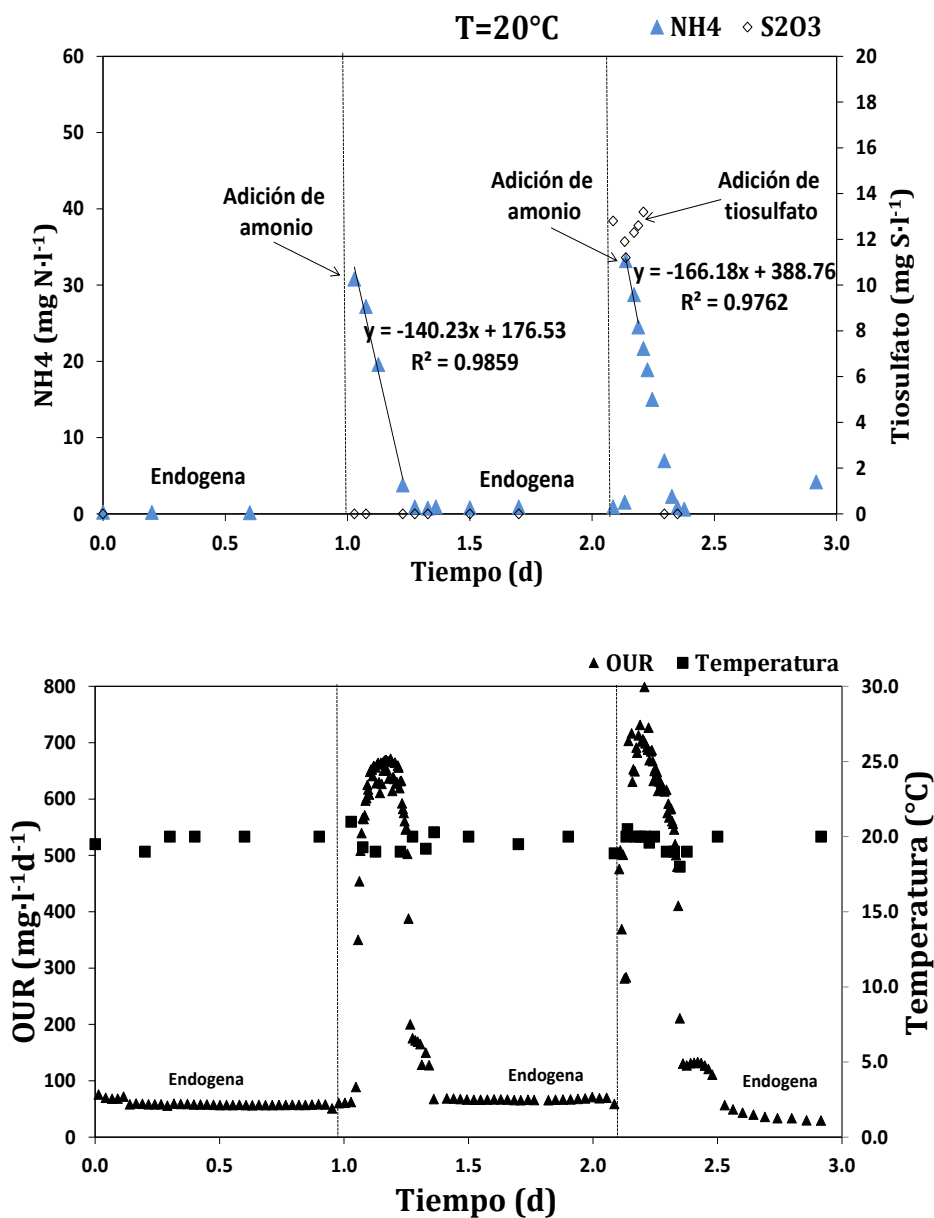 T=20°C
NH4 S2O3
60
50
40
30
20
10
0
NH4 (mg N·l⁻¹)
20
18
16
14
12
10
8
6
4
2
0
Tiosulfato (mg S·l⁻¹)
Adición de
amonio
Adición de
amonio
Adición de
tiosulfato
y = -140.23x + 176.53
R² = 0.9859
y = -166.18x + 388.76
R² = 0.9762
Endogena
Endogena
0.0 0.5 1.0 1.5 2.0 2.5 3.0
Tiempo (d)
OUR Temperatura
800
700
600
500
400
300
200
100
0
OUR (mg·l⁻¹d⁻¹)
30.0
25.0
20.0
15.0
10.0
5.0
0.0
Temperatura (°C)
Endogena
Endogena
Endogena
0.0 0.5 1.0 1.5 2.0 2.5 3.0
Tiempo (d)